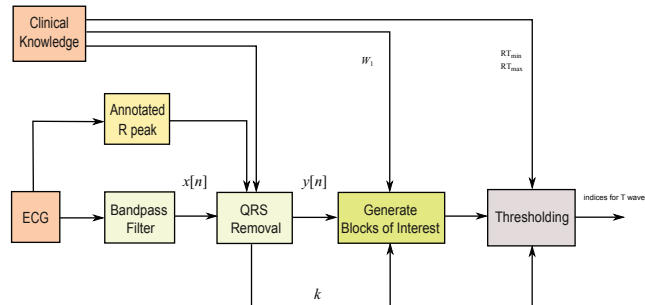 Clinical
Knowledge
W₁
RTmin
RTmax
Annotated
R peak
x[n]
y[n]
ECG
Bandpass
Filter
QRS
Removal
Generate
Blocks of Interest
Thresholding
indices for T wave
k